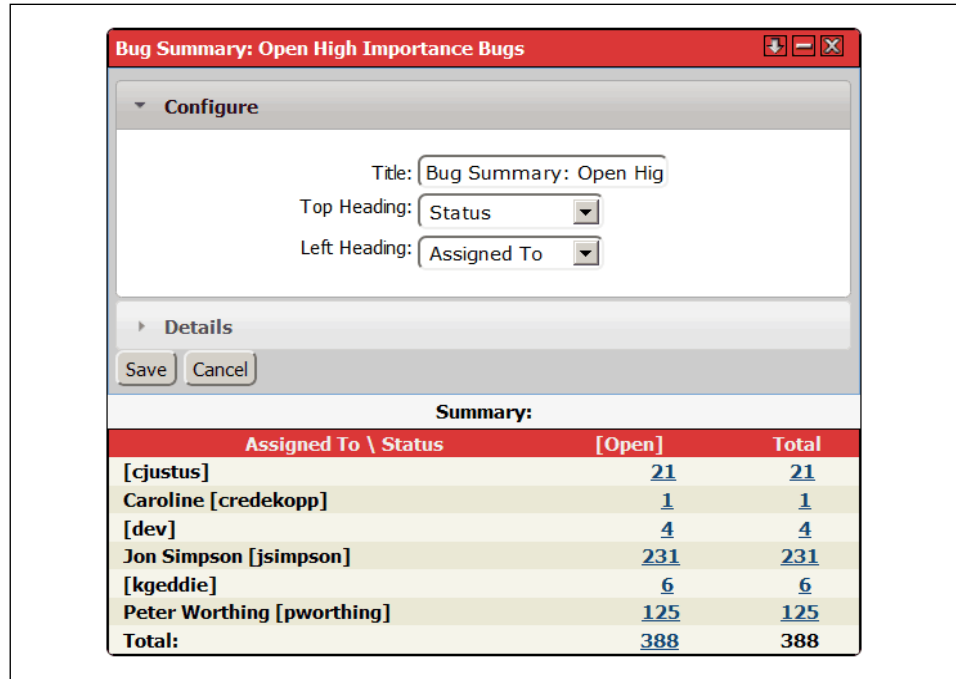 Bug Summary: Open High Importance Bugs
Configure
Title: Bug Summary: Open Hig
Top Heading: Status
Left Heading: Assigned To
Details
Save Cancel
Summary:
Assigned To \ Status [Open] Total
[cjustus] 21 21
Caroline [credekopp] 1 1
[dev] 4 4
Jon Simpson [jsimpson] 231 231
[kgeddie] 6 6
Peter Worthing [pworthing] 125 125
Total: 388 388